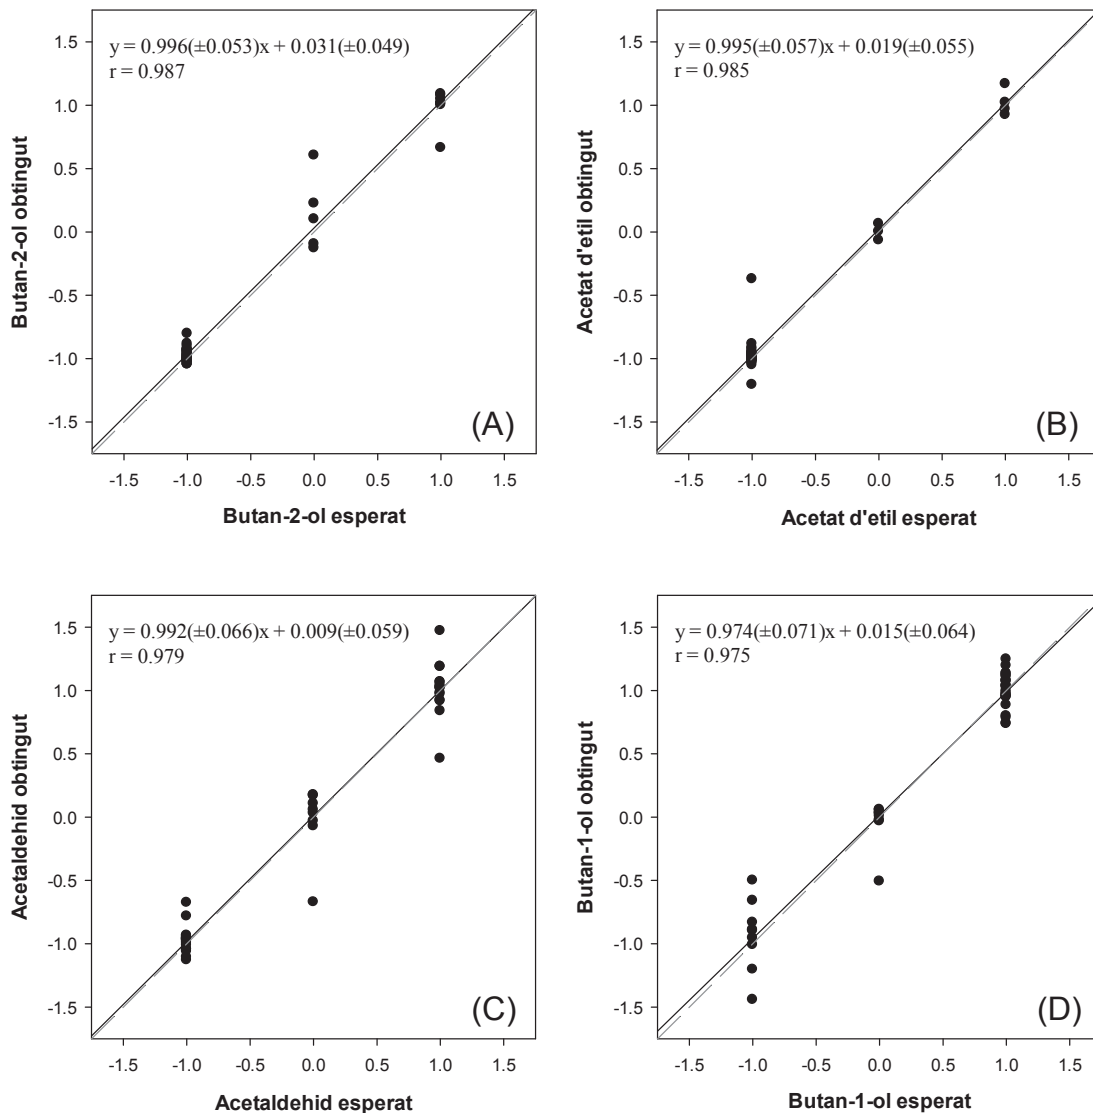 y = 0.996(±0.053)x + 0.031(±0.049)
r = 0.987
1.5
1.0
0.5
0.0
-0.5
-1.0
-1.5
Butan-2-ol obtingut
(A)
-1.5 -1.0 -0.5 0.0 0.5 1.0 1.5
Butan-2-ol esperat
y = 0.995(±0.057)x + 0.019(±0.055)
r = 0.985
1.5
1.0
0.5
0.0
-0.5
-1.0
-1.5
Acetat d'etil obtingut
(B)
-1.5 -1.0 -0.5 0.0 0.5 1.0 1.5
Acetat d'etil esperat
y = 0.992(±0.066)x + 0.009(±0.059)
r = 0.979
1.5
1.0
0.5
0.0
-0.5
-1.0
-1.5
Acetaldehid obtingut
(C)
-1.5 -1.0 -0.5 0.0 0.5 1.0 1.5
Acetaldehid esperat
y = 0.974(±0.071)x + 0.015(±0.064)
r = 0.975
1.5
1.0
0.5
0.0
-0.5
-1.0
-1.5
Butan-1-ol obtingut
(D)
-1.5 -1.0 -0.5 0.0 0.5 1.0 1.5
Butan-1-ol esperat